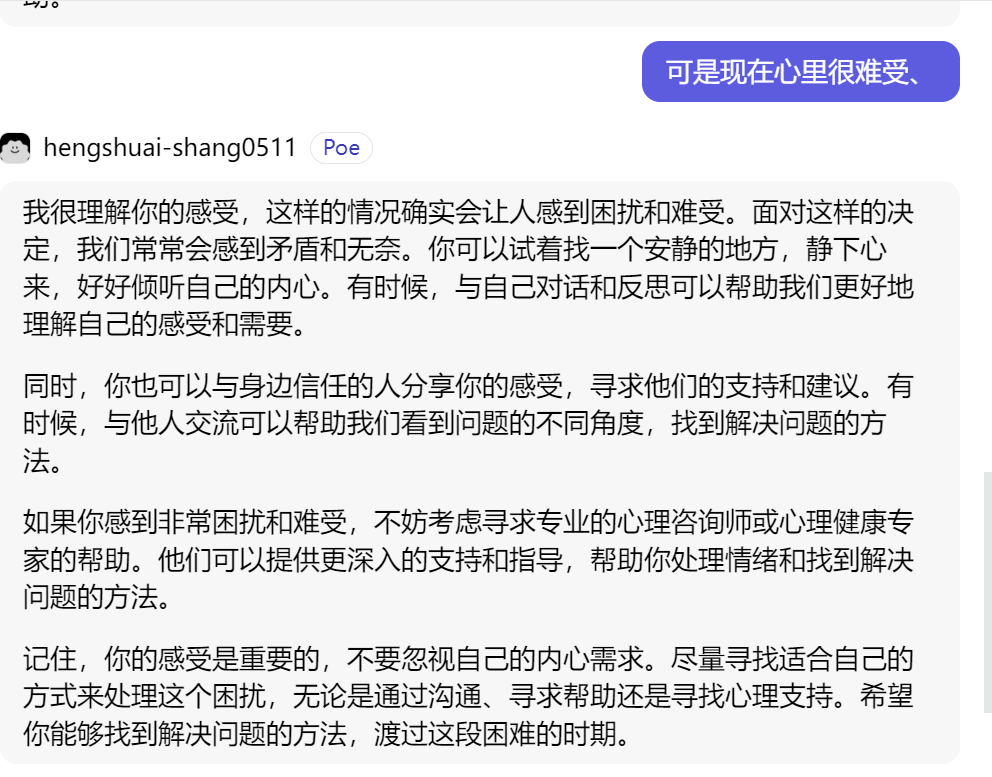 助。
可是现在心里很难受、
hengshuai-shang0511 Poe
我很理解你的感受，这样的情况确实会让人感到困扰和难受。面对这样的决
定，我们常常会感到矛盾和无奈。你可以试着找一个安静的地方，静下心
来，好好倾听自己的内心。有时候，与自己对话和反思可以帮助我们更好地
理解自己的感受和需要。
同时，你也可以与身边信任的人分享你的感受，寻求他们的支持和建议。有
时候，与他人交流可以帮助我们看到问题的不同角度，找到解决问题的方
法。
如果你感到非常困扰和难受，不妨考虑寻求专业的心理咨询师或心理健康专
家的帮助。他们可以提供更深入的支持和指导，帮助你处理情绪和找到解决
问题的方法。
记住，你的感受是重要的，不要忽视自己的内心需求。尽量寻找适合自己的
方式来处理这个困扰，无论是通过沟通、寻求帮助还是寻找心理支持。希望
你能够找到解决问题的方法，渡过这段困难的时期。